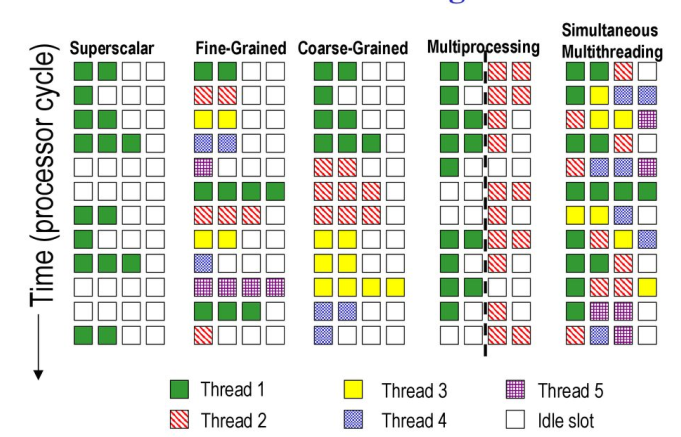 Superscalar
Fine-Grained
Coarse-Grained
Multiprocessing
Simultaneous
Multithreading
Time (processor cycle)
Thread 1
Thread 3
Thread 5
Thread 2
Thread 4
Idle slot